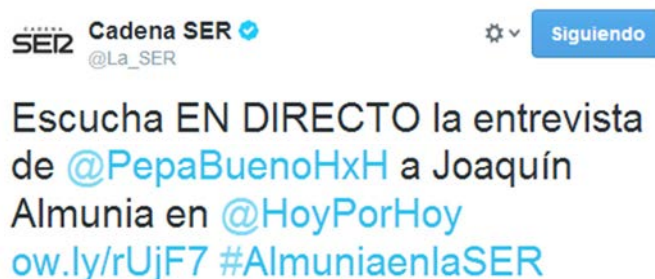 CADENA
SER
Cadena SER
@La_SER
Siguiendo
Escucha EN DIRECTO la entrevista
de @PepaBuenoHxH a Joaquín
Almunia en @HoyPorHoy
ow.ly/rUjF7 #AlmuniaenlaSER